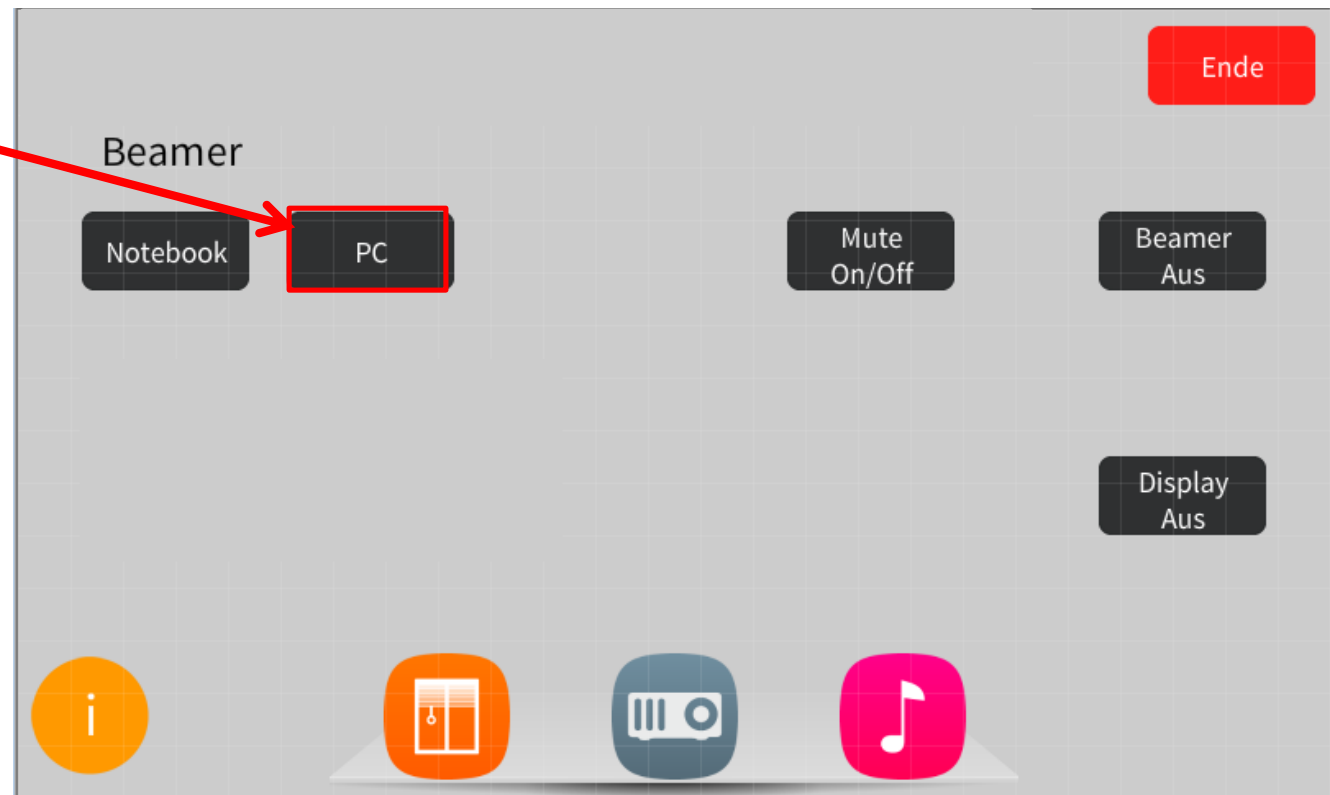 Ende
Beamer
Notebook
PC
Mute
On/Off
Beamer
Aus
Display
Aus
i